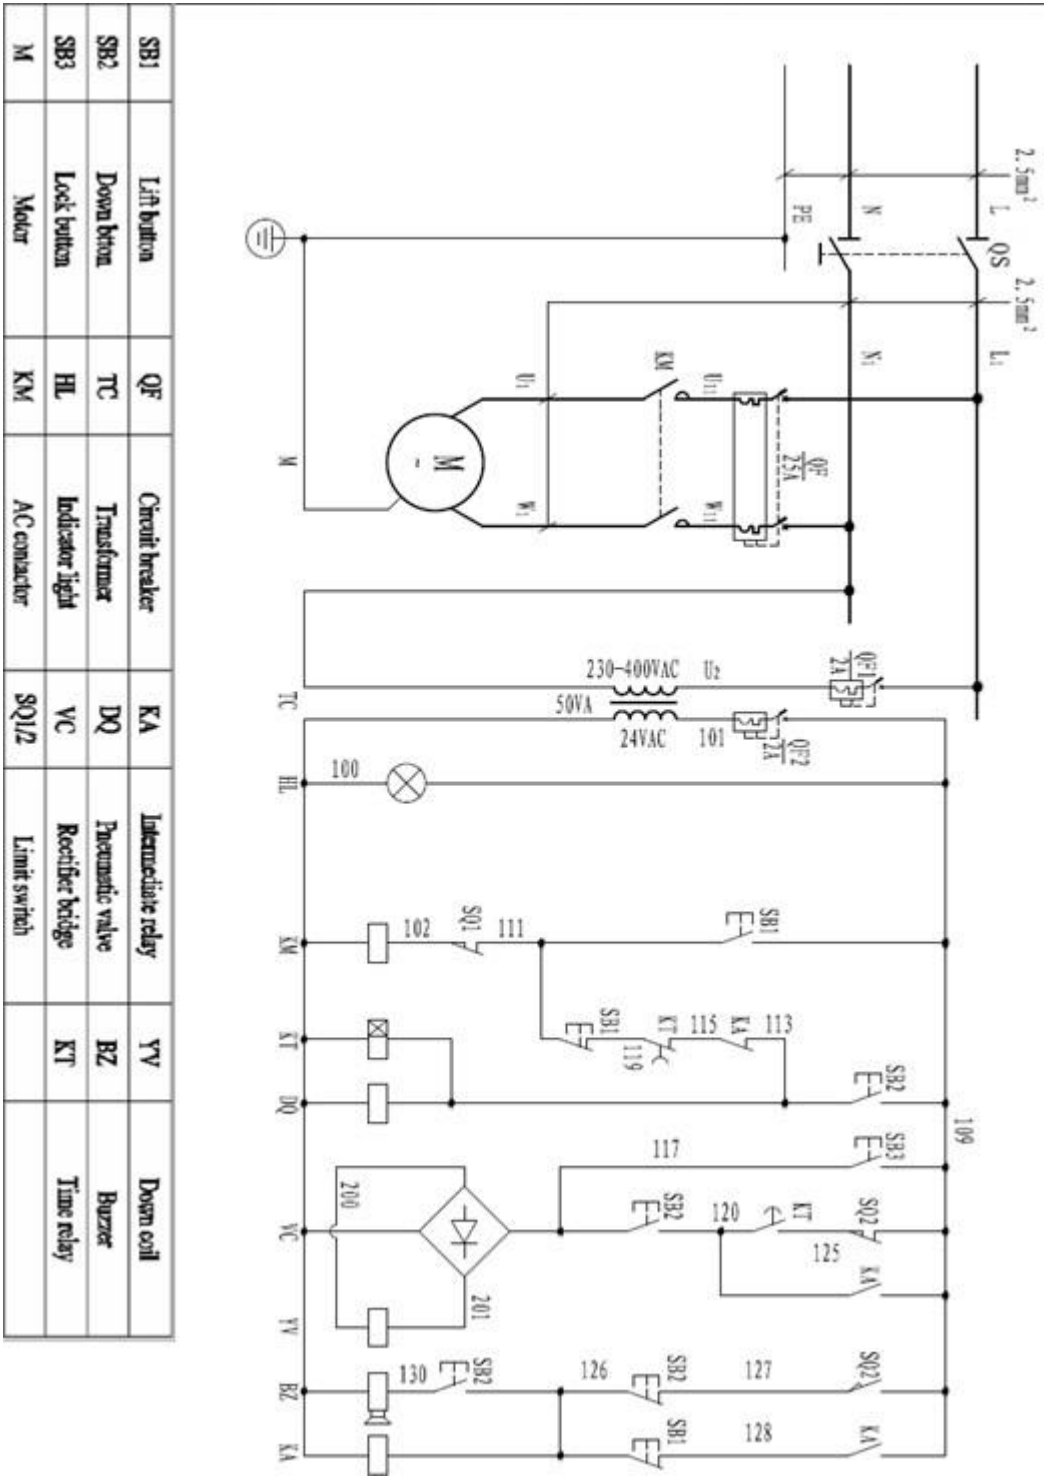 2.5mm²
L
N
PE
QS
2.5mm²
L₁
N₁
QF
25A
U₁₁
W₁₁
KM
U₁
W₁
M
~
M
QF1
2A
U₂
230-400VAC
50VA
24VAC
101
QF2
2A
TC
100
HL
SB1
111
SQ1
102
KM
113
KA
115
KT
119
SB1
KT
SB2
DQ
109
SB3
117
SQ2
125
KT
120
SB2
VC
200
201
KA
YV
SQ2
127
SB2
126
SB2
130
BZ
KA
128
SB1
KA
SB1 Lift button QF Circuit breaker KA Intermediate relay YV Down coil
SB2 Down btton TC Transformer DQ Pneumatic valve BZ Buzzer
SB3 Lock button HL Indicator light VC Rectifier bridge KT Time relay
M Motor KM AC contactor SQ1/2 Limit switch